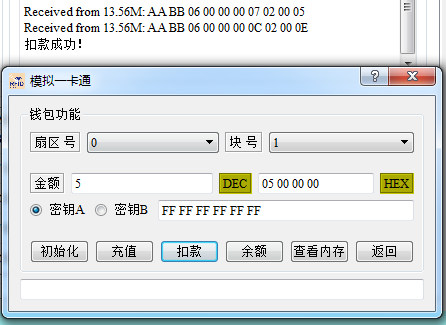 Received from 13.56M: AA BB 06 00 00 00 07 02 00 05
Received from 13.56M: AA BB 06 00 00 00 0C 02 00 0E
扣款成功!
RFID 模拟一卡通
钱包功能
扇区 号 0 块 号 1
金额 5 DEC 05 00 00 00 HEX
密钥A 密钥B FF FF FF FF FF FF
初始化 充值 扣款 余额 查看内存 返回